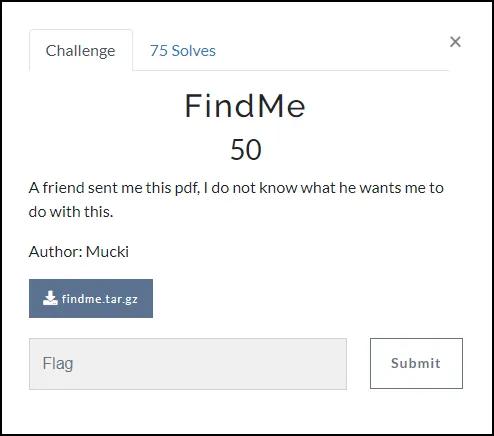 Challenge
75 Solves
×
FindMe
50
A friend sent me this pdf, I do not know what he wants me to
do with this.
Author: Mucki
findme.tar.gz
Flag
Submit